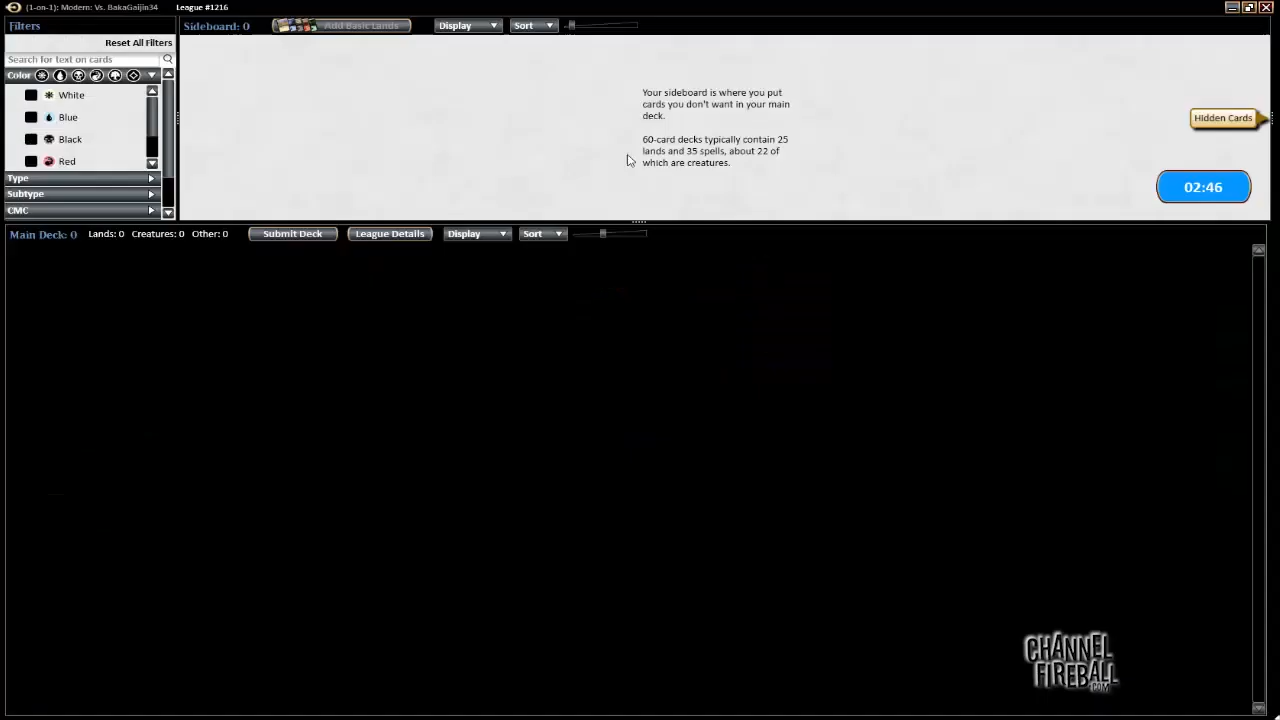 (1-on-1): Modern: Vs. BakaGaijin34 League #1216
Filters
Sideboard: 0 Add Basic Lands Display Sort
Reset All Filters
Search for text on cards
Color
White
Your sideboard is where you put
cards you don't want in your main
deck.
Blue
Hidden Cards
Black
60-card decks typically contain 25
lands and 35 spells, about 22 of
which are creatures.
Red
Type
02:46
Subtype
CMC
Main Deck: 0 Lands: 0 Creatures: 0 Other: 0 Submit Deck League Details Display Sort
CHANNEL
FIREBALL
.COM